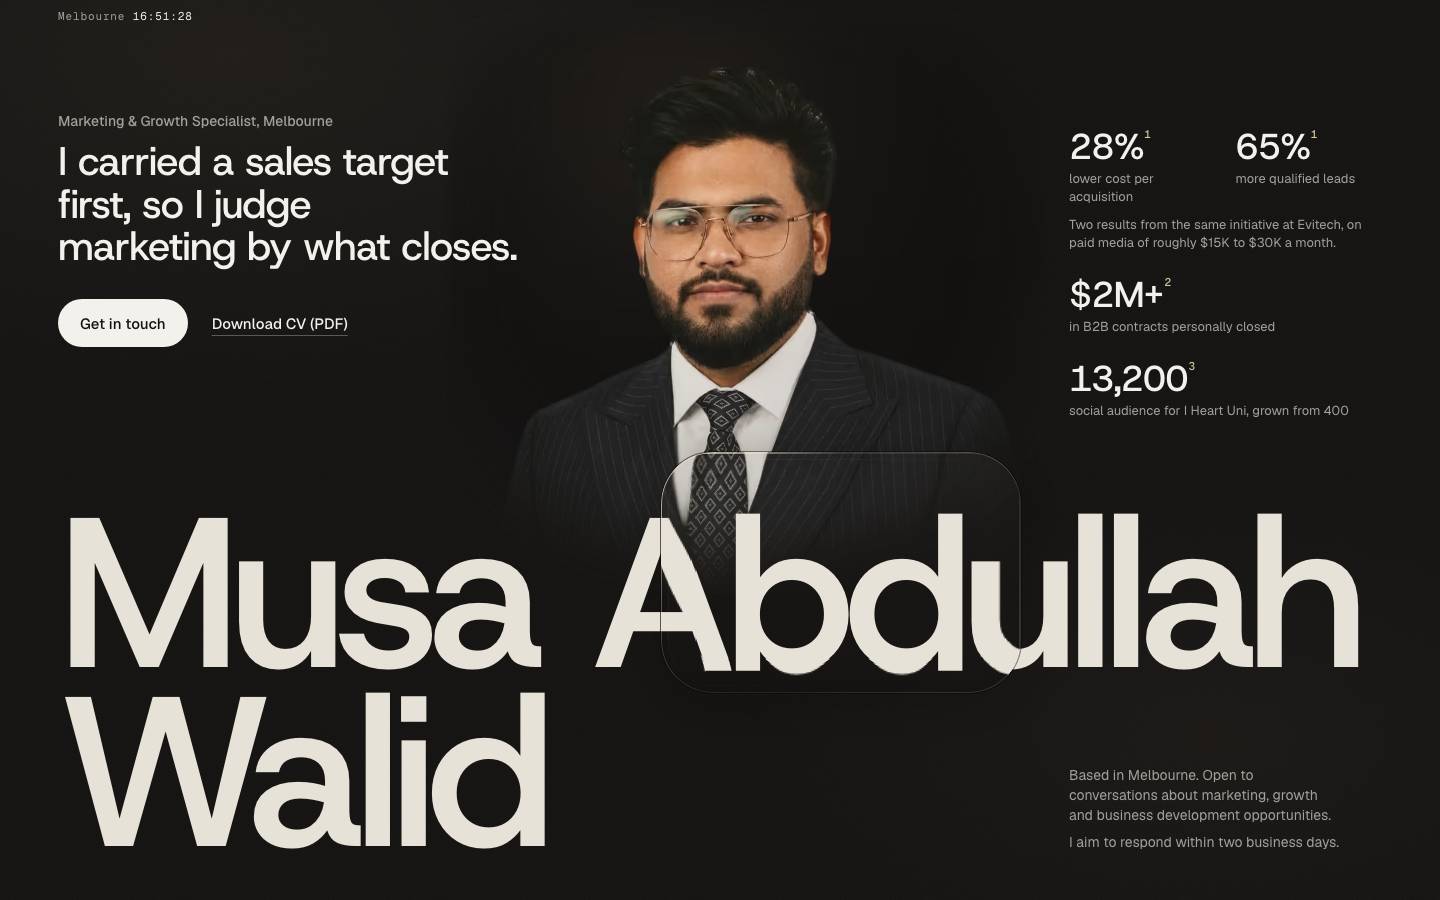 Melbourne 16:51:28
Marketing & Growth Specialist, Melbourne
I carried a sales target
first, so I judge
marketing by what closes.
Get in touch
Download CV (PDF)
28%1
lower cost per
acquisition
65%1
more qualified leads
Two results from the same initiative at Evitech, on
paid media of roughly $15K to $30K a month.
$2M+2
in B2B contracts personally closed
13,2003
social audience for I Heart Uni, grown from 400
Musa Abdullah
Walid
Based in Melbourne. Open to
conversations about marketing, growth
and business development opportunities.
I aim to respond within two business days.